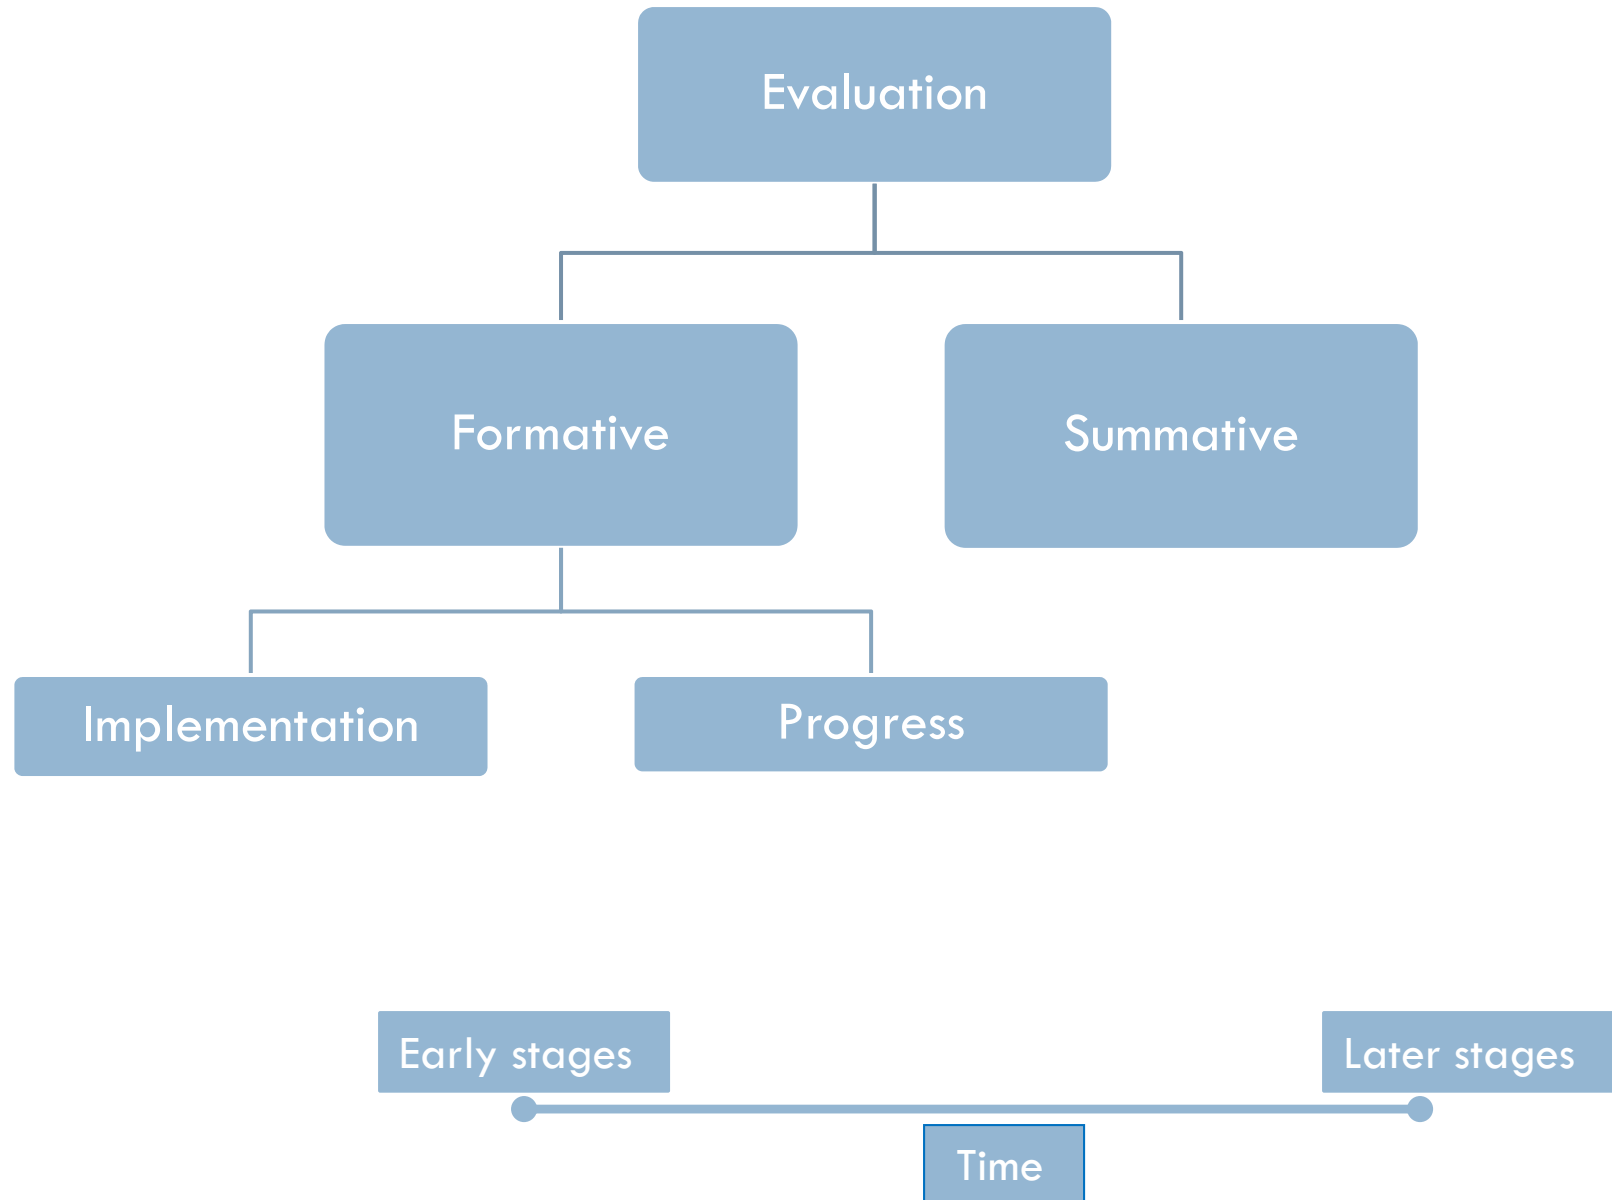 Evaluation
Formative
Summative
Implementation
Progress
Early stages
Later stages
Time